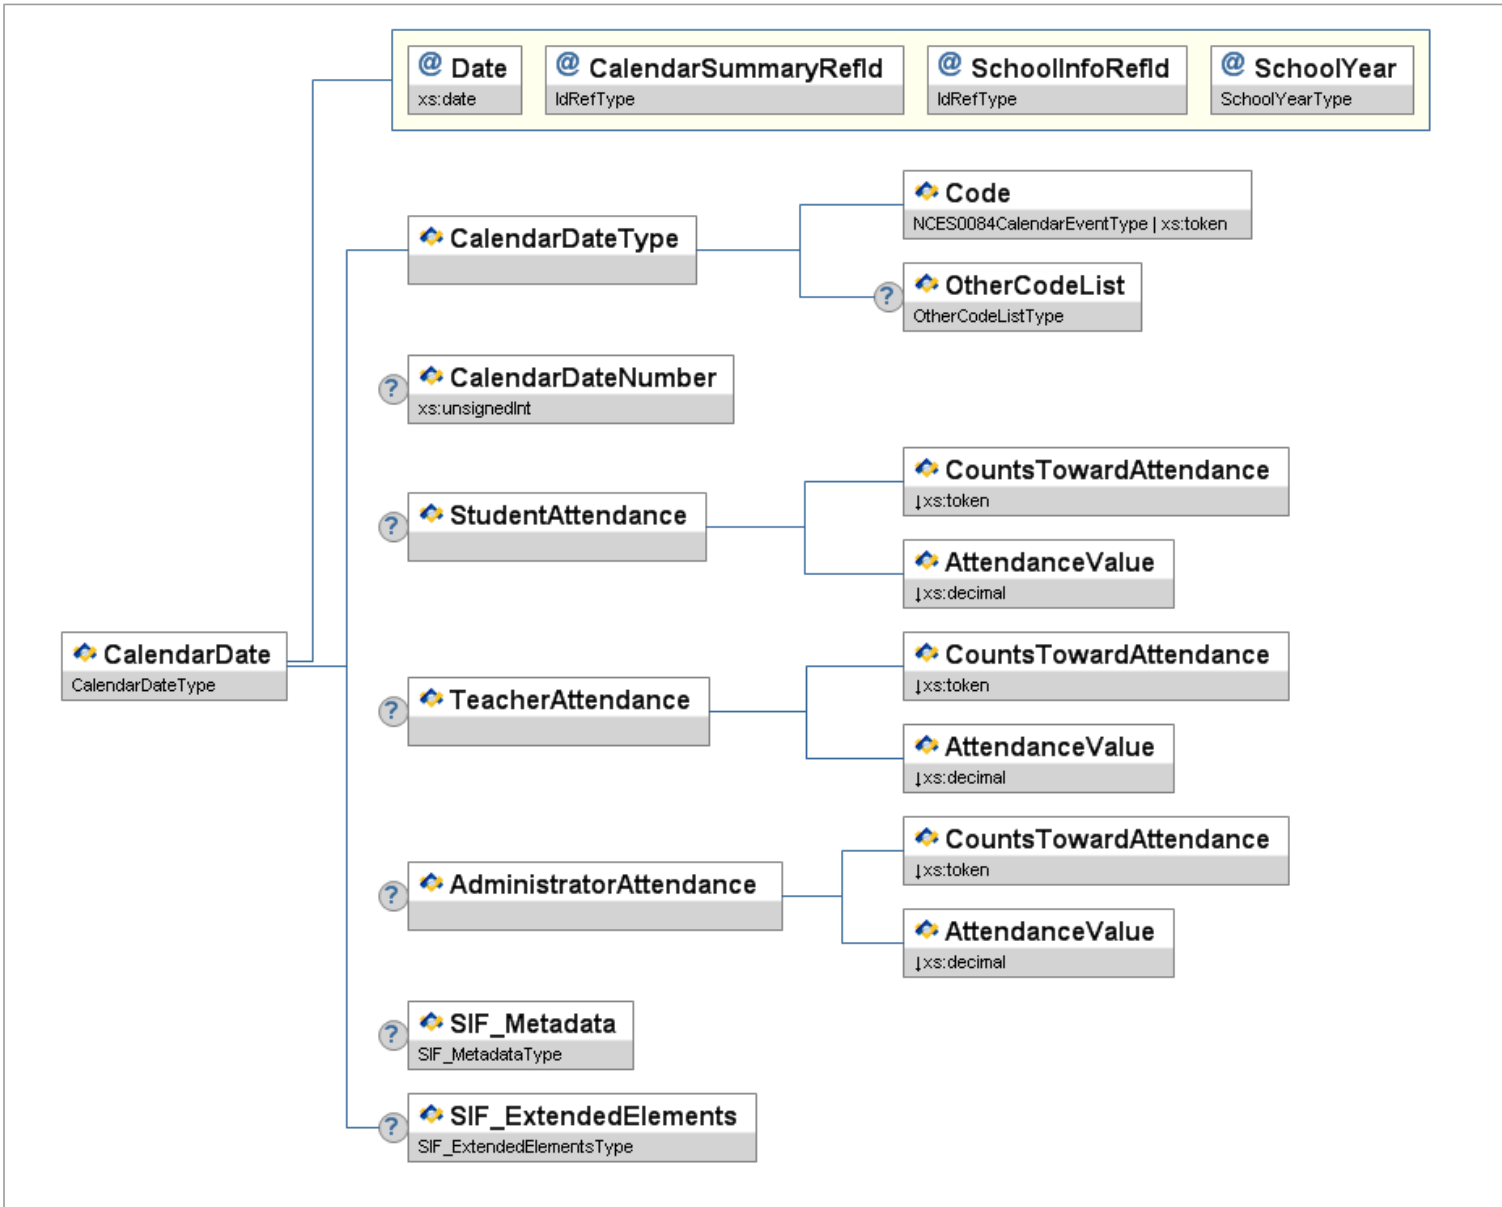 @ Date
xs:date
@ CalendarSummaryRefId
IdRefType
@ SchoolInfoRefId
IdRefType
@ SchoolYear
SchoolYearType
CalendarDateType
Code
NCES0084CalendarEventType | xs:token
? OtherCodeList
OtherCodeListType
? CalendarDateNumber
xs:unsignedInt
? StudentAttendance
CountsTowardAttendance
↓xs:token
AttendanceValue
↓xs:decimal
CalendarDate
CalendarDateType
? TeacherAttendance
CountsTowardAttendance
↓xs:token
AttendanceValue
↓xs:decimal
? AdministratorAttendance
CountsTowardAttendance
↓xs:token
AttendanceValue
↓xs:decimal
? SIF_Metadata
SIF_MetadataType
? SIF_ExtendedElements
SIF_ExtendedElementsType